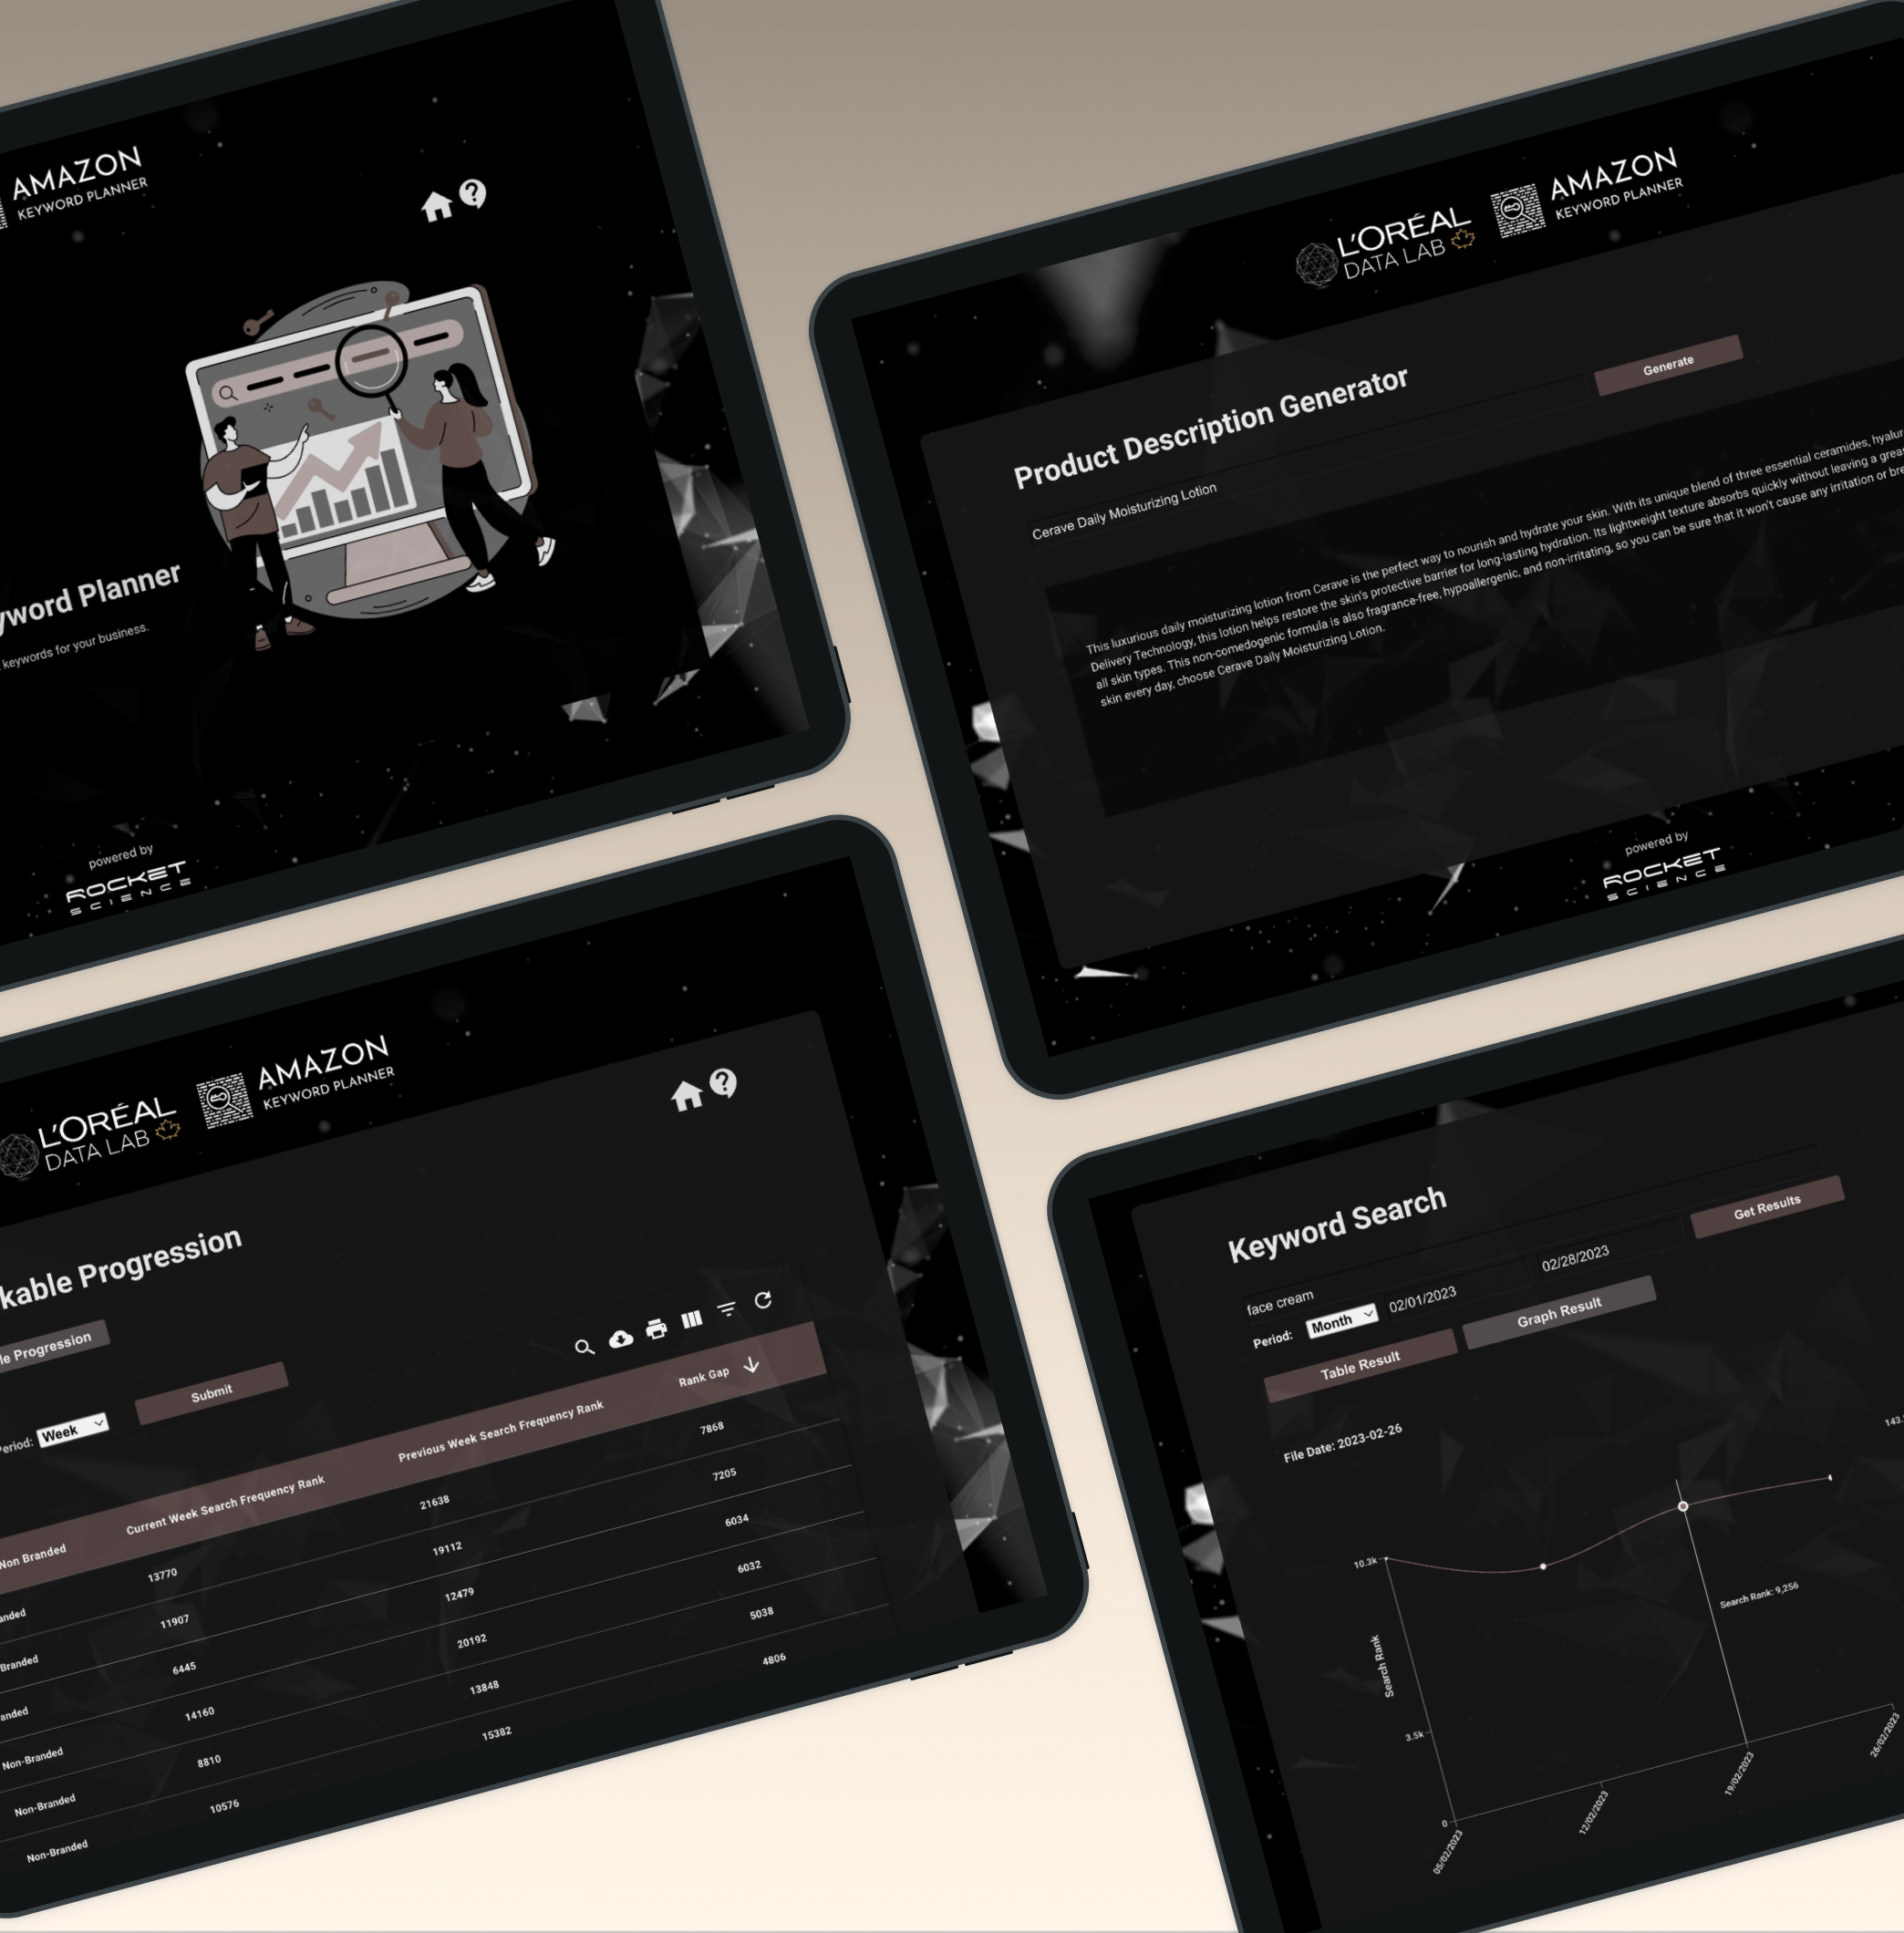 AMAZON
KEYWORD PLANNER
yword Planner
keywords for your business.
powered by
ROCKET
SCIENCE
L'ORÉAL
DATA LAB
AMAZON
KEYWORD PLANNER
Product Description Generator
Generate
Cerave Daily Moisturizing Lotion
This luxurious daily moisturizing lotion from Cerave is the perfect way to nourish and hydrate your skin. With its unique blend of three essential ceramides, hyalur
Delivery Technology, this lotion helps restore the skin's protective barrier for long-lasting hydration. Its lightweight texture absorbs quickly without leaving a greas
all skin types. This non-comedogenic formula is also fragrance-free, hypoallergenic, and non-irritating, so you can be sure that it won't cause any irritation or bre
skin every day, choose Cerave Daily Moisturizing Lotion.
powered by
ROCKET
SCIENCE
L'ORÉAL
DATA LAB
AMAZON
KEYWORD PLANNER
kable Progression
le Progression
Period: Week
Submit
Non Branded Current Week Search Frequency Rank Previous Week Search Frequency Rank Rank Gap
anded 13770 21638 7868
Branded 11907 19112 7205
anded 6445 12479 6034
Non-Branded 14160 20192 6032
Non-Branded 8810 13848 5038
Non-Branded 10576 15382 4806
Keyword Search
face cream
Period: Month 02/01/2023 02/28/2023 Get Results
Table Result Graph Result
File Date: 2023-02-26
143.
10.3k
Search Rank: 9,256
Search Rank
3.5k
0
05/02/2023 12/02/2023 19/02/2023 26/02/2023